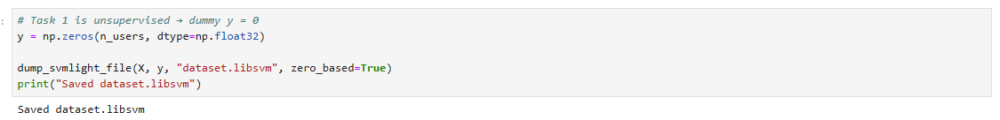 :
# Task 1 is unsupervised → dummy y = 0
y = np.zeros(n_users, dtype=np.float32)
dump_svmlight_file(X, y, "dataset.libsvm", zero_based=True)
print("Saved dataset.libsvm")
Saved dataset.libsvm